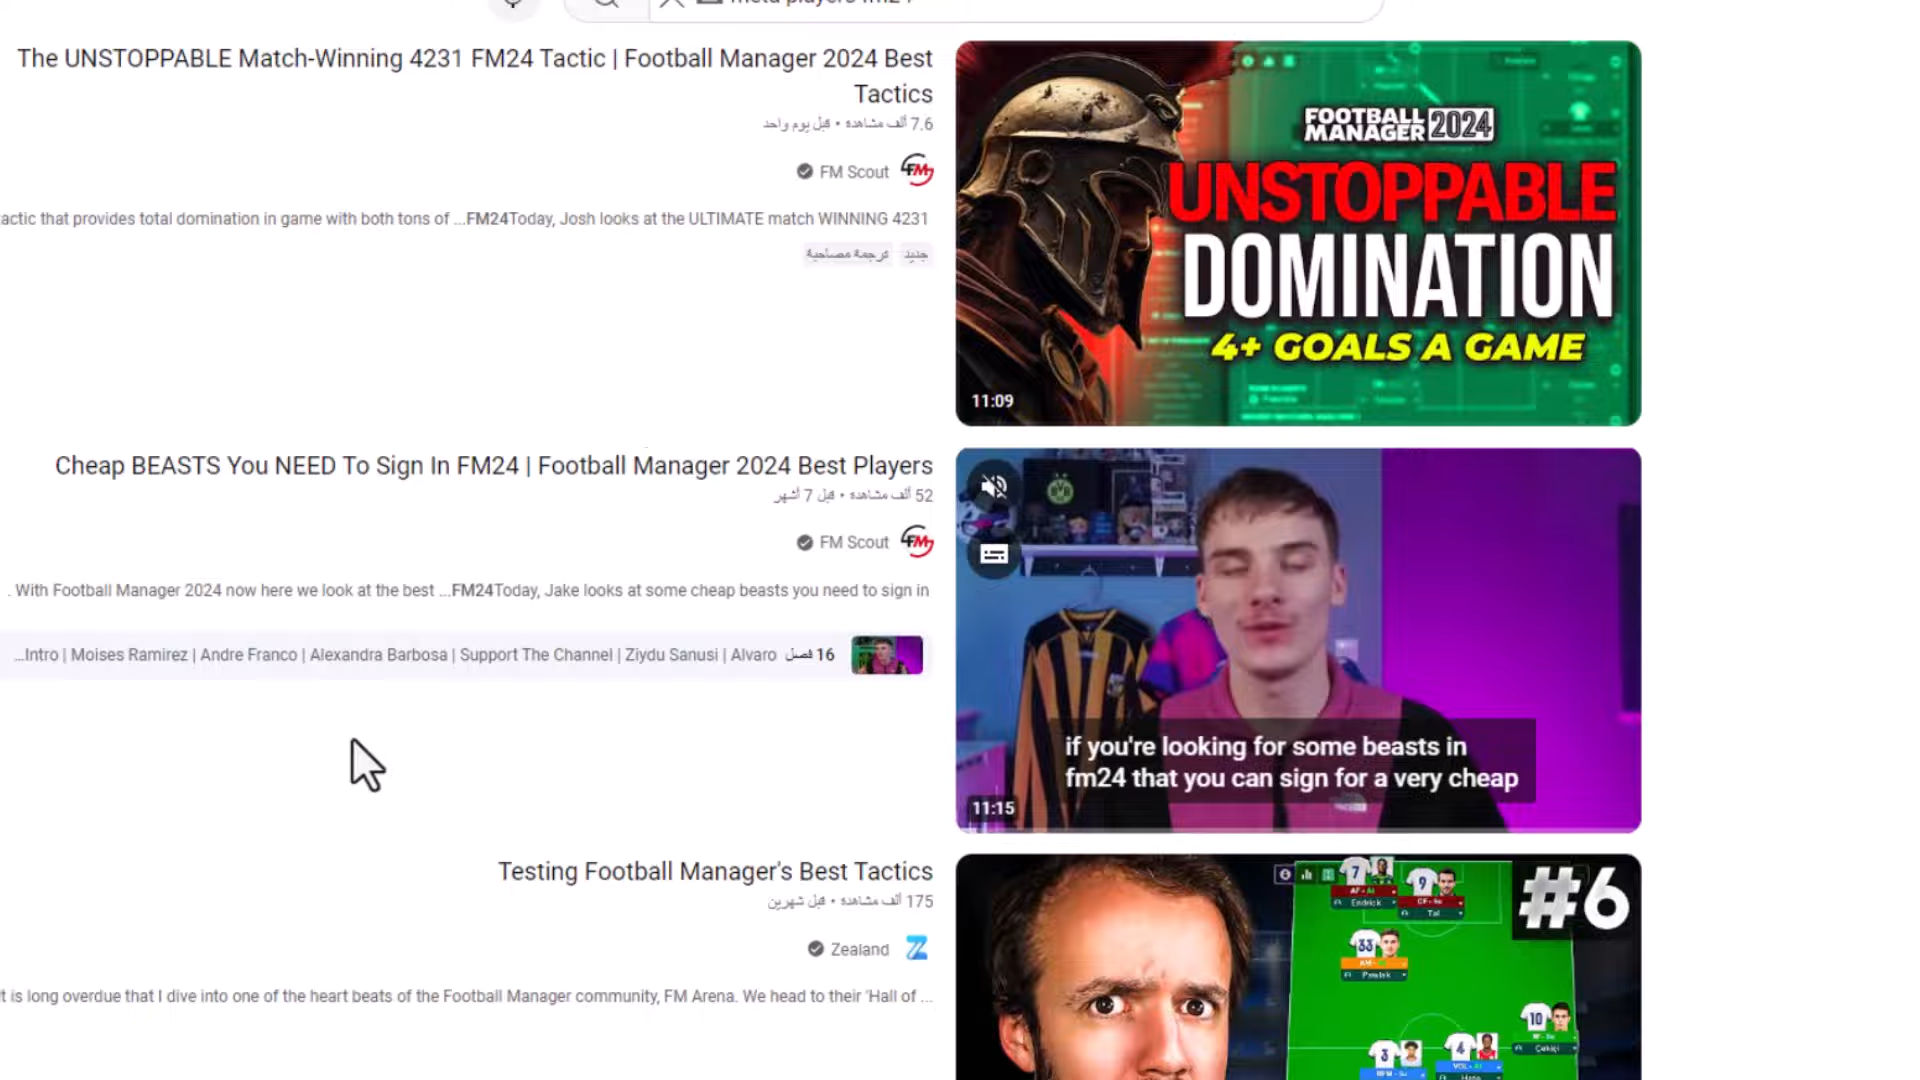 The UNSTOPPABLE Match-Winning 4231 FM24 Tactic | Football Manager 2024 Best
Tactics
7.6 ألف مشاهدة • قبل يوم واحد
FM Scout
actic that provides total domination in game with both tons of ...FM24Today, Josh looks at the ULTIMATE match WINNING 4231
جديد
ترجمة مصاحبة
FOOTBALL
MANAGER 2024
UNSTOPPABLE
DOMINATION
4+ GOALS A GAME
11:09
Cheap BEASTS You NEED To Sign In FM24 | Football Manager 2024 Best Players
52 ألف مشاهدة • قبل 7 أشهر
FM Scout
. With Football Manager 2024 now here we look at the best ...FM24Today, Jake looks at some cheap beasts you need to sign in
...Intro | Moises Ramirez | Andre Franco | Alexandra Barbosa | Support The Channel | Ziydu Sanusi | Alvaro
16 فصل
if you're looking for some beasts in
fm24 that you can sign for a very cheap
11:15
Testing Football Manager's Best Tactics
175 ألف مشاهدة • قبل شهرين
Zealand
t is long overdue that I dive into one of the heart beats of the Football Manager community, FM Arena. We head to their 'Hall of ...
#6
7
9
Endrick
Tal
33
10
3
4